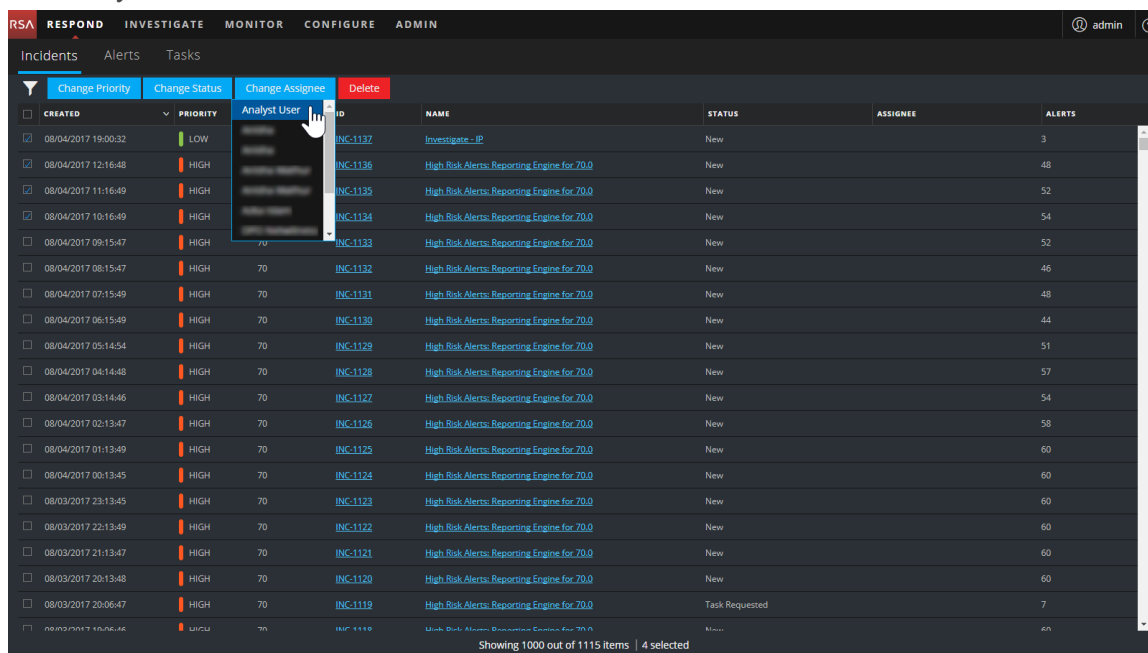 RSA RESPOND INVESTIGATE MONITOR CONFIGURE ADMIN admin
Incidents Alerts Tasks
Change Priority Change Status Change Assignee Delete
CREATED PRIORITY ID NAME STATUS ASSIGNEE ALERTS
Analyst User
08/04/2017 19:00:32 LOW INC-1137 Investigate - IP New 3
08/04/2017 12:16:48 HIGH INC-1136 High Risk Alerts: Reporting Engine for 70.0 New 48
08/04/2017 11:16:49 HIGH INC-1135 High Risk Alerts: Reporting Engine for 70.0 New 52
08/04/2017 10:16:49 HIGH INC-1134 High Risk Alerts: Reporting Engine for 70.0 New 54
08/04/2017 09:15:47 HIGH 70 INC-1133 High Risk Alerts: Reporting Engine for 70.0 New 52
08/04/2017 08:15:47 HIGH 70 INC-1132 High Risk Alerts: Reporting Engine for 70.0 New 46
08/04/2017 07:15:49 HIGH 70 INC-1131 High Risk Alerts: Reporting Engine for 70.0 New 48
08/04/2017 06:15:49 HIGH 70 INC-1130 High Risk Alerts: Reporting Engine for 70.0 New 44
08/04/2017 05:14:54 HIGH 70 INC-1129 High Risk Alerts: Reporting Engine for 70.0 New 51
08/04/2017 04:14:48 HIGH 70 INC-1128 High Risk Alerts: Reporting Engine for 70.0 New 57
08/04/2017 03:14:46 HIGH 70 INC-1127 High Risk Alerts: Reporting Engine for 70.0 New 54
08/04/2017 02:13:47 HIGH 70 INC-1126 High Risk Alerts: Reporting Engine for 70.0 New 58
08/04/2017 01:13:49 HIGH 70 INC-1125 High Risk Alerts: Reporting Engine for 70.0 New 60
08/04/2017 00:13:45 HIGH 70 INC-1124 High Risk Alerts: Reporting Engine for 70.0 New 60
08/03/2017 23:13:45 HIGH 70 INC-1123 High Risk Alerts: Reporting Engine for 70.0 New 60
08/03/2017 22:13:49 HIGH 70 INC-1122 High Risk Alerts: Reporting Engine for 70.0 New 60
08/03/2017 21:13:47 HIGH 70 INC-1121 High Risk Alerts: Reporting Engine for 70.0 New 60
08/03/2017 20:13:48 HIGH 70 INC-1120 High Risk Alerts: Reporting Engine for 70.0 New 60
08/03/2017 20:06:47 HIGH 70 INC-1119 High Risk Alerts: Reporting Engine for 70.0 Task Requested 7
08/03/2017 19:06:46 HIGH 70 INC-1118 High Risk Alerts: Reporting Engine for 70.0 New 60
Showing 1000 out of 1115 items | 4 selected